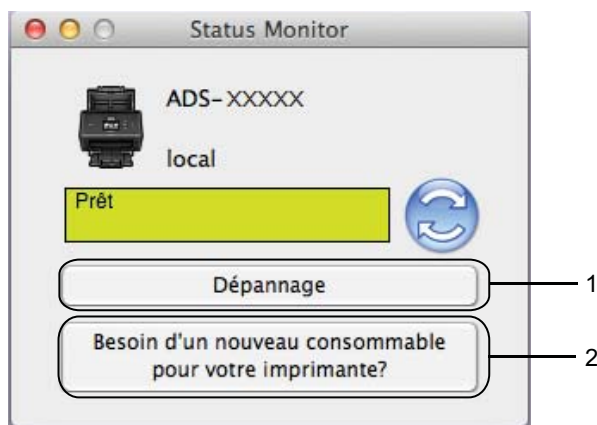 Status Monitor
ADS-XXXXX
local
Prêt
Dépannage
1
Besoin d'un nouveau consommable
pour votre imprimante?
2